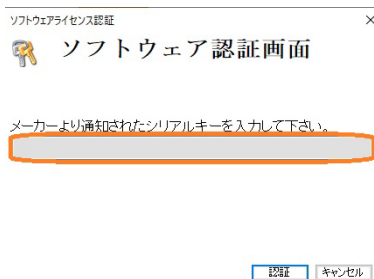 ソフトウェアライセンス認証
ソフトウェア認証画面
メーカーより通知されたシリアルキーを入力して下さい。
認証 キャンセル